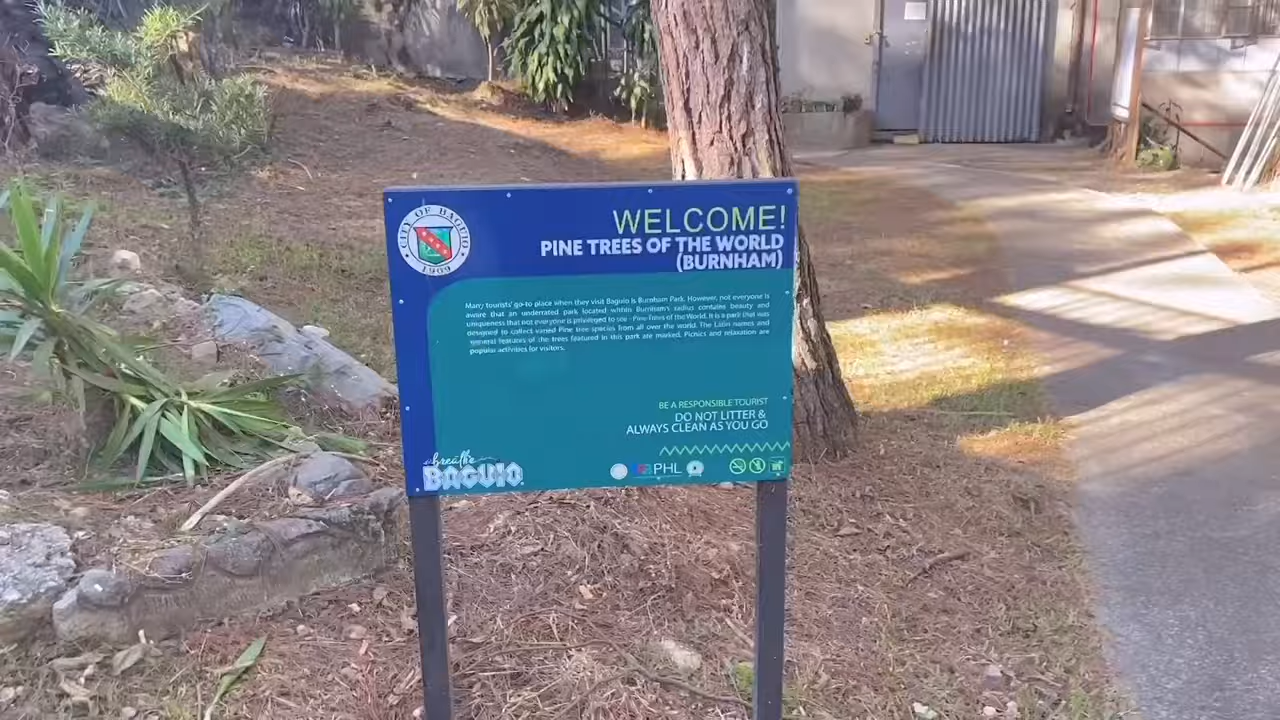 CITY OF BAGUIO
1909
WELCOME!
PINE TREES OF THE WORLD
(BURNHAM)
Many tourists' go-to place when they visit Baguio is Burnham Park. However, not everyone is
aware that an underrated park located within Burnham's radius contains beauty and
uniqueness that not everyone is privileged to see - Pine Trees of the World. It is a park that was
designed to collect varied Pine tree species from all over the world. The Latin names and
general features of the trees featured in this park are marked. Picnics and relaxation are
popular activities for visitors.
BE A RESPONSIBLE TOURIST
DO NOT LITTER &
ALWAYS CLEAN AS YOU GO
breathe
BAGUIO
PHL